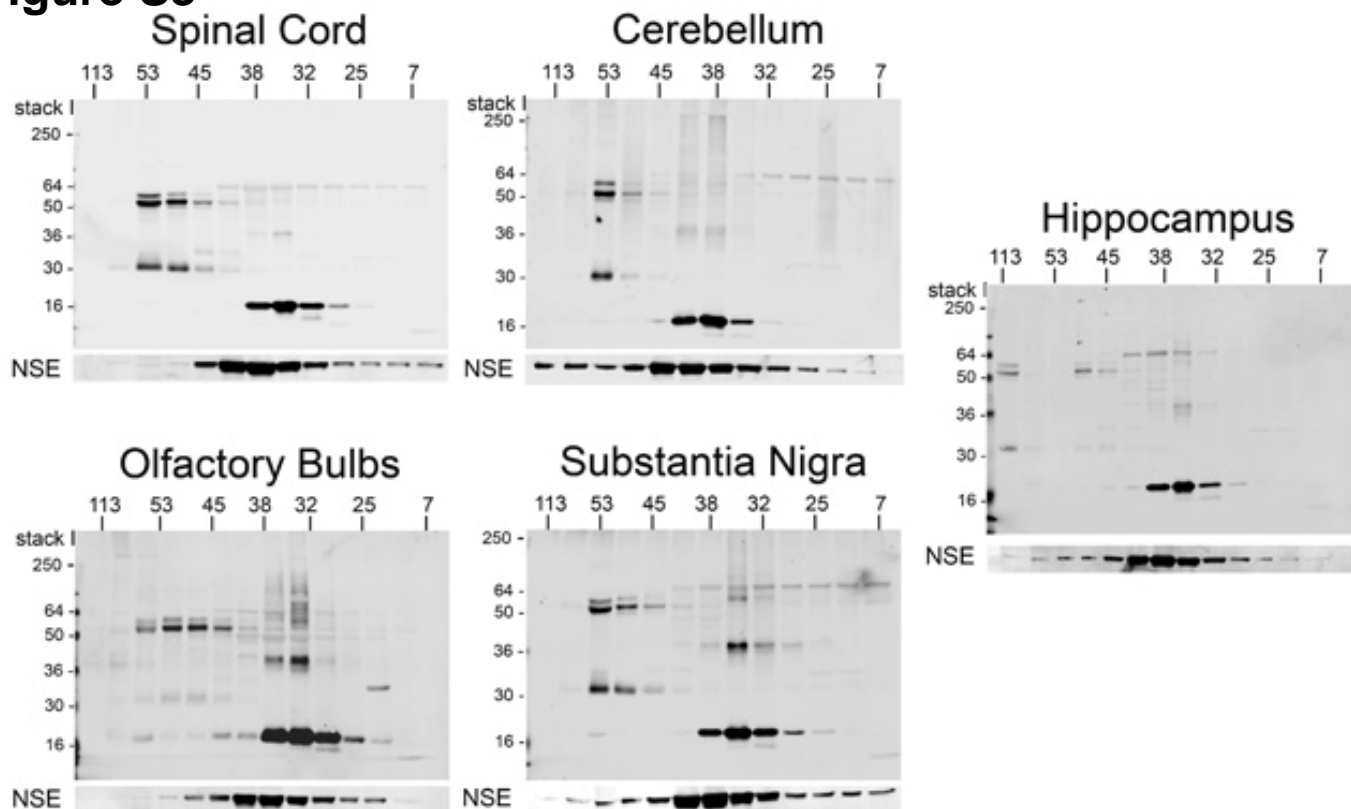 Spinal Cord
113 53 45 38 32 25 7
stack
250
64
50
36
30
16
NSE
Cerebellum
113 53 45 38 32 25 7
stack
250
64
50
36
30
16
NSE
Hippocampus
113 53 45 38 32 25 7
stack
250
64
50
36
30
16
NSE
Olfactory Bulbs
113 53 45 38 32 25 7
stack
250
64
50
36
30
16
NSE
Substantia Nigra
113 53 45 38 32 25 7
250
64
50
36
30
16
NSE